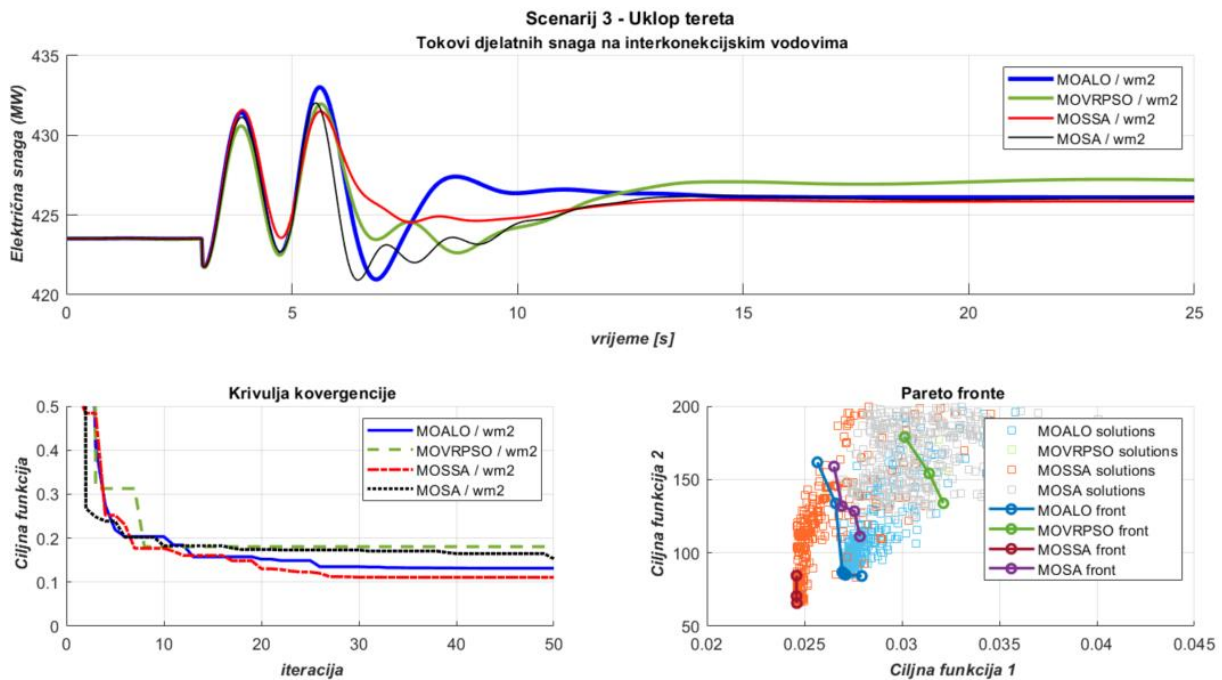 Scenarij 3 - Uklop tereta
Tokovi djelatnih snaga na interkonekcijskim vodovima
Električna snaga (MW)
435
430
425
420
0
5
10
15
20
25
vrijeme [s]
MOALO / wm2
MOVRPSO / wm2
MOSSA / wm2
MOSA / wm2
Krivulja kovergencije
Ciljna funkcija
0.5
0.4
0.3
0.2
0.1
0
0
10
20
30
40
50
iteracija
MOALO / wm2
MOVRPSO / wm2
MOSSA / wm2
MOSA / wm2
Pareto fronte
Ciljna funkcija 2
200
150
100
50
0.02
0.025
0.03
0.035
0.04
0.045
Ciljna funkcija 1
MOALO solutions
MOVRPSO solutions
MOSSA solutions
MOSA solutions
MOALO front
MOVRPSO front
MOSSA front
MOSA front